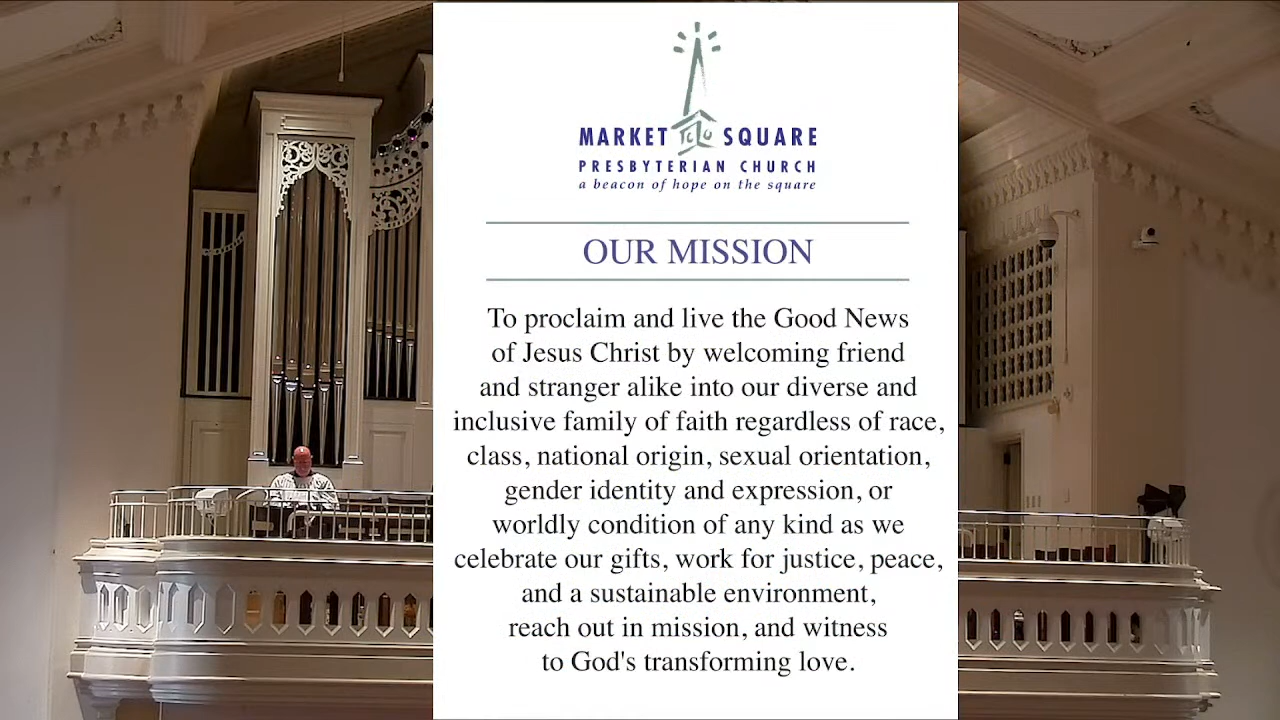 MARKET SQUARE
PRESBYTERIAN CHURCH
a beacon of hope on the square
OUR MISSION
To proclaim and live the Good News
of Jesus Christ by welcoming friend
and stranger alike into our diverse and
inclusive family of faith regardless of race,
class, national origin, sexual orientation,
gender identity and expression, or
worldly condition of any kind as we
celebrate our gifts, work for justice, peace,
and a sustainable environment,
reach out in mission, and witness
to God's transforming love.